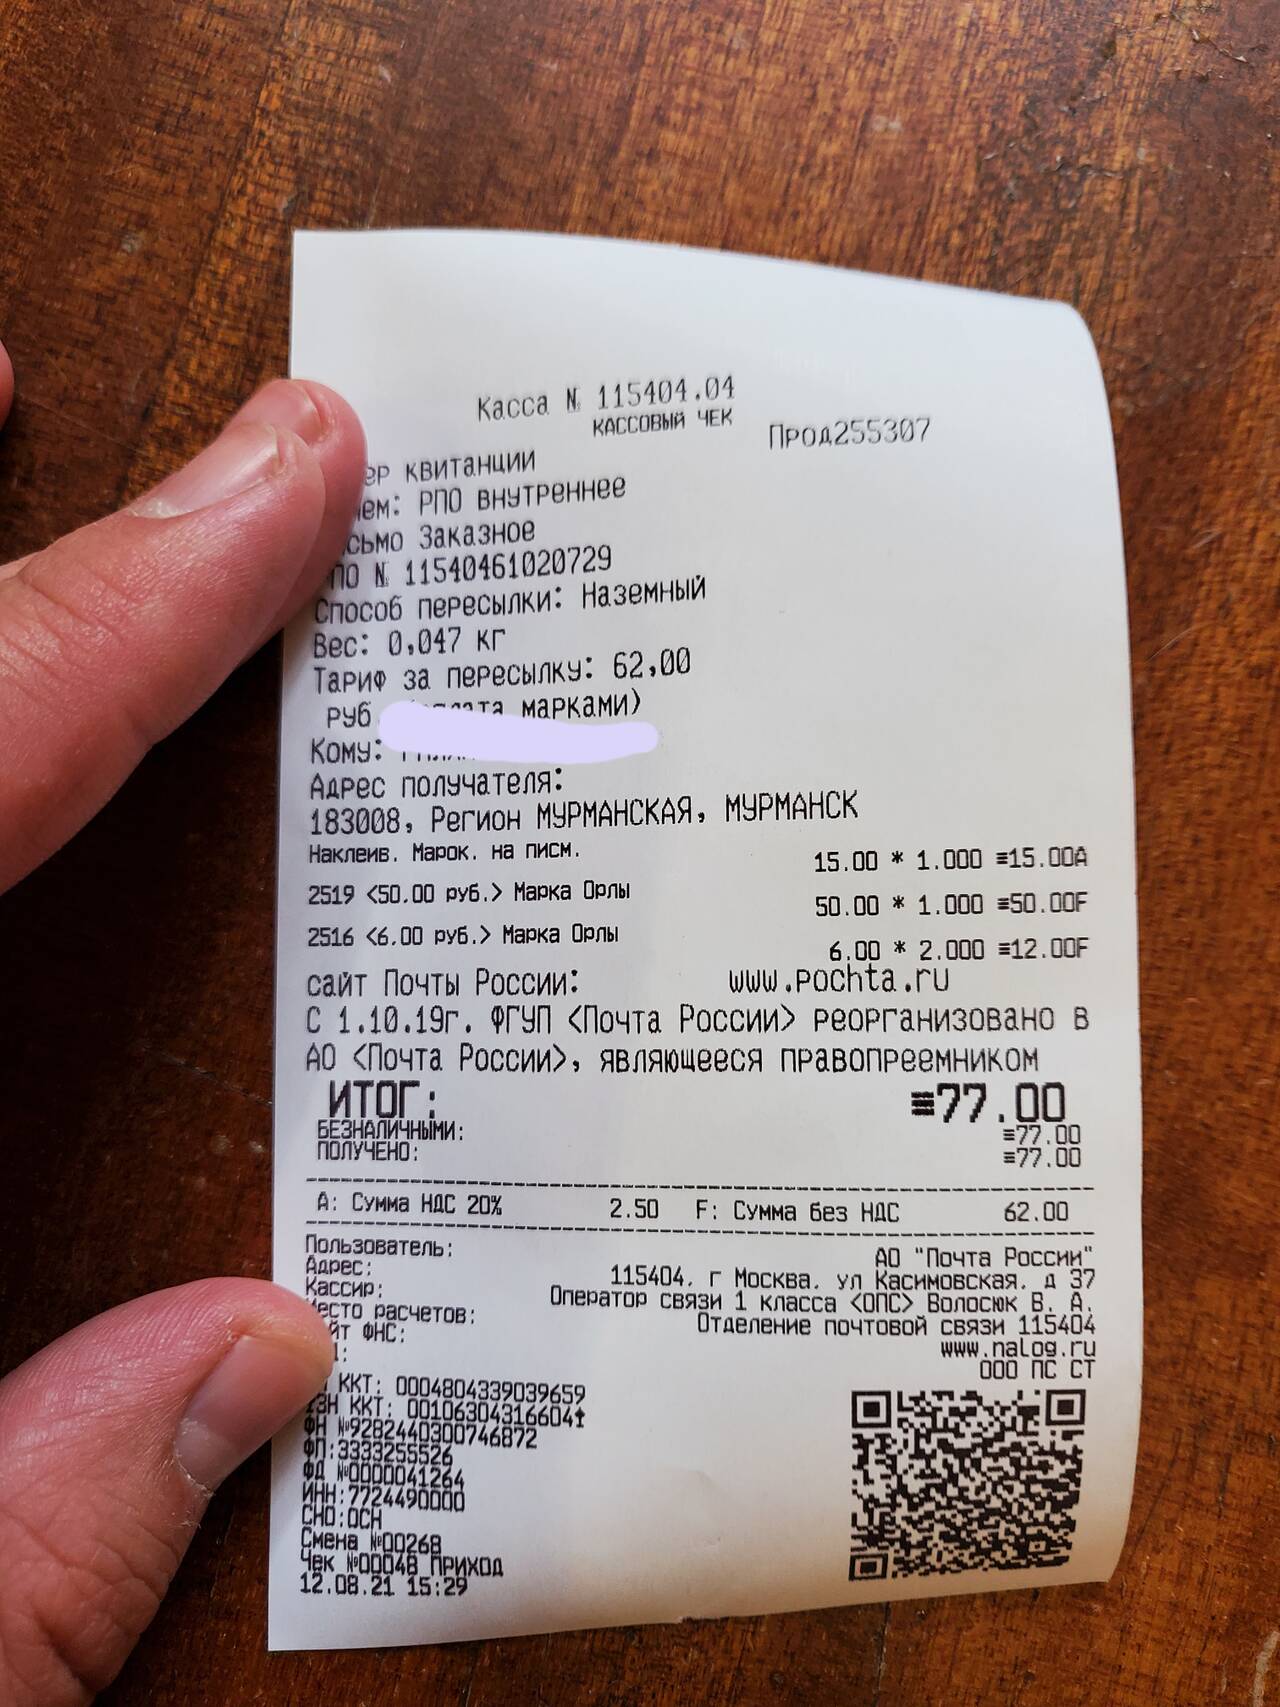 Касса № 115404.04
КАССОВЫЙ ЧЕК
Прод255307
ер квитанции
ем: РПО внутреннее
сьмо Заказное
ПО № 11540461020729
Способ пересылки: Наземный
Вес: 0,047 кг
Тариф за пересылку: 62,00
руб марками)
Кому:
Адрес получателя:
183008, Регион МУРМАНСКАЯ, МУРМАНСК
Наклеив. Марок. на писм. 15.00 * 1.000 ≡15.00А
2519 <50.00 руб.> Марка Орлы 50.00 * 1.000 ≡50.00F
2516 <6.00 руб.> Марка Орлы 6.00 * 2.000 ≡12.00F
сайт Почты России: www.pochta.ru
С 1.10.19г. ФГУП <Почта России> реорганизовано в
АО <Почта России>, являющееся правопреемником
ИТОГ: ≡77.00
БЕЗНАЛИЧНЫМИ: ≡77.00
ПОЛУЧЕНО: ≡77.00
А: Сумма НДС 20% 2.50 F: Сумма без НДС 62.00
Пользователь: АО "Почта России"
Адрес: 115404, г Москва, ул Касимовская, д 37
Кассир: Оператор связи 1 класса <ОПС> Волосюк В. А.
Место расчетов: Отделение почтовой связи 115404
йт ФНС: www.nalog.ru
ООО ПС СТ
ККТ: 0004804339039659
ЗН ККТ: 00106304316604
ФН №9282440300746872
ФП:3333255526
ФД №0000041264
ИНН:7724490000
СНО:ОСН
Смена №00268
Чек №00048 ПРИХОД
12.08.21 15:29